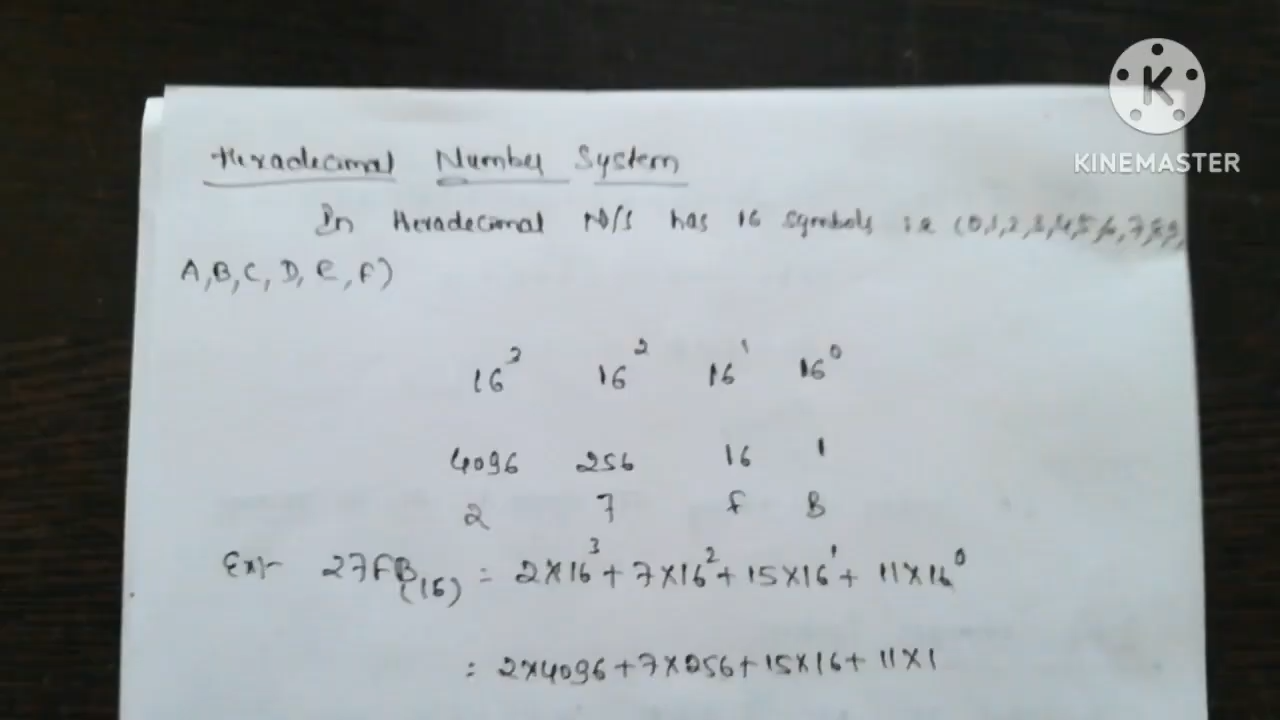 Hexadecimal Number System
In Hexadecimal N/S has 16 symbols i.e (0,1,2,3,4,5,6,7,8,9,
A,B,C,D,E,F)
16³ 16² 16¹ 16⁰
4096 256 16 1
2 7 F B
Ex:- 27FB(16) = 2×16³+7×16²+15×16¹+11×16⁰
= 2×4096+7×256+15×16+11×1
K
KINEMASTER